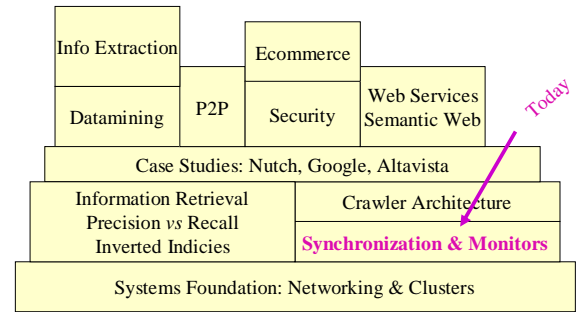 Info Extraction
Ecommerce
Datamining
P2P
Security
Web Services
Semantic Web
Today
Case Studies: Nutch, Google, Altavista
Information Retrieval
Precision vs Recall
Inverted Indicies
Crawler Architecture
Synchronization & Monitors
Systems Foundation: Networking & Clusters